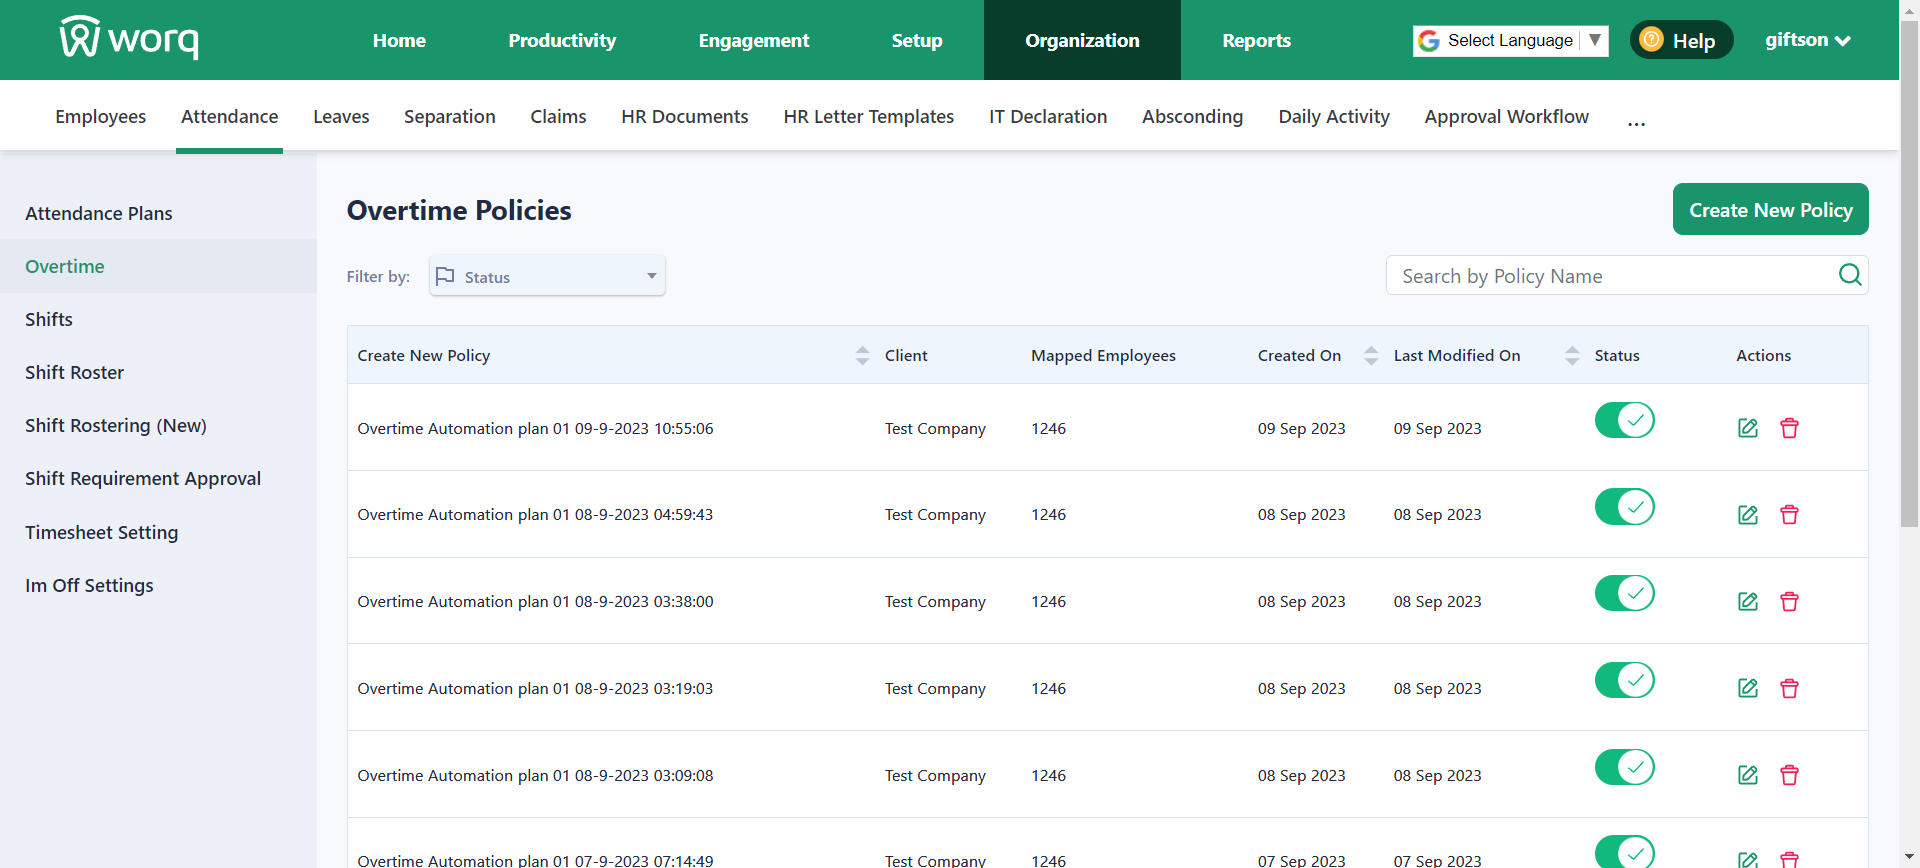 worq
Home Productivity Engagement Setup Organization Reports Select Language ▼ Help giftson
Employees Attendance Leaves Separation Claims HR Documents HR Letter Templates IT Declaration Absconding Daily Activity Approval Workflow ...
Attendance Plans
Overtime
Shifts
Shift Roster
Shift Rostering (New)
Shift Requirement Approval
Timesheet Setting
Im Off Settings
Overtime Policies
Create New Policy
Filter by: Status
Search by Policy Name
Create New Policy Client Mapped Employees Created On Last Modified On Status Actions
Overtime Automation plan 01 09-9-2023 10:55:06 Test Company 1246 09 Sep 2023 09 Sep 2023
Overtime Automation plan 01 08-9-2023 04:59:43 Test Company 1246 08 Sep 2023 08 Sep 2023
Overtime Automation plan 01 08-9-2023 03:38:00 Test Company 1246 08 Sep 2023 08 Sep 2023
Overtime Automation plan 01 08-9-2023 03:19:03 Test Company 1246 08 Sep 2023 08 Sep 2023
Overtime Automation plan 01 08-9-2023 03:09:08 Test Company 1246 08 Sep 2023 08 Sep 2023
Overtime Automation plan 01 07-9-2023 07:14:49 Test Company 1246 07 Sep 2023 07 Sep 2023